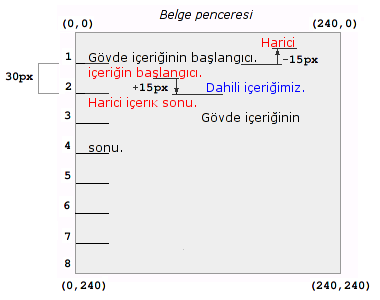 Belge penceresi
(0,0) (240,0)
Harici
1 Gövde içeriğinin başlangıcı. -15px
içeriğin başlangıcı.
30px
+15px Dahili içeriğimiz.
2
Harici içerik sonu.
Gövde içeriğinin
3
4 sonu.
5
6
7
8
(0,240) (240,240)